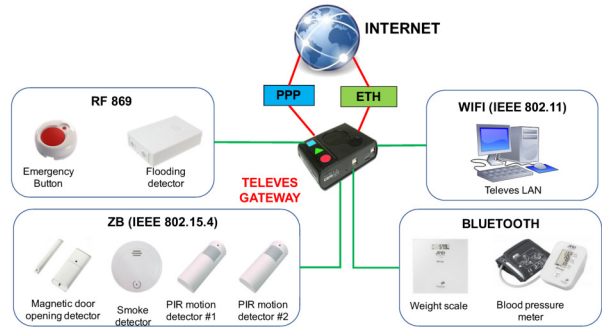 INTERNET
PPP
ETH
RF 869
Emergency
Button
Flooding
detector
WIFI (IEEE 802.11)
Televes LAN
TELEVES
GATEWAY
ZB (IEEE 802.15.4)
Magnetic door
opening detector
Smoke
detector
PIR motion
detector #1
PIR motion
detector #2
BLUETOOTH
Weight scale
Blood pressure
meter